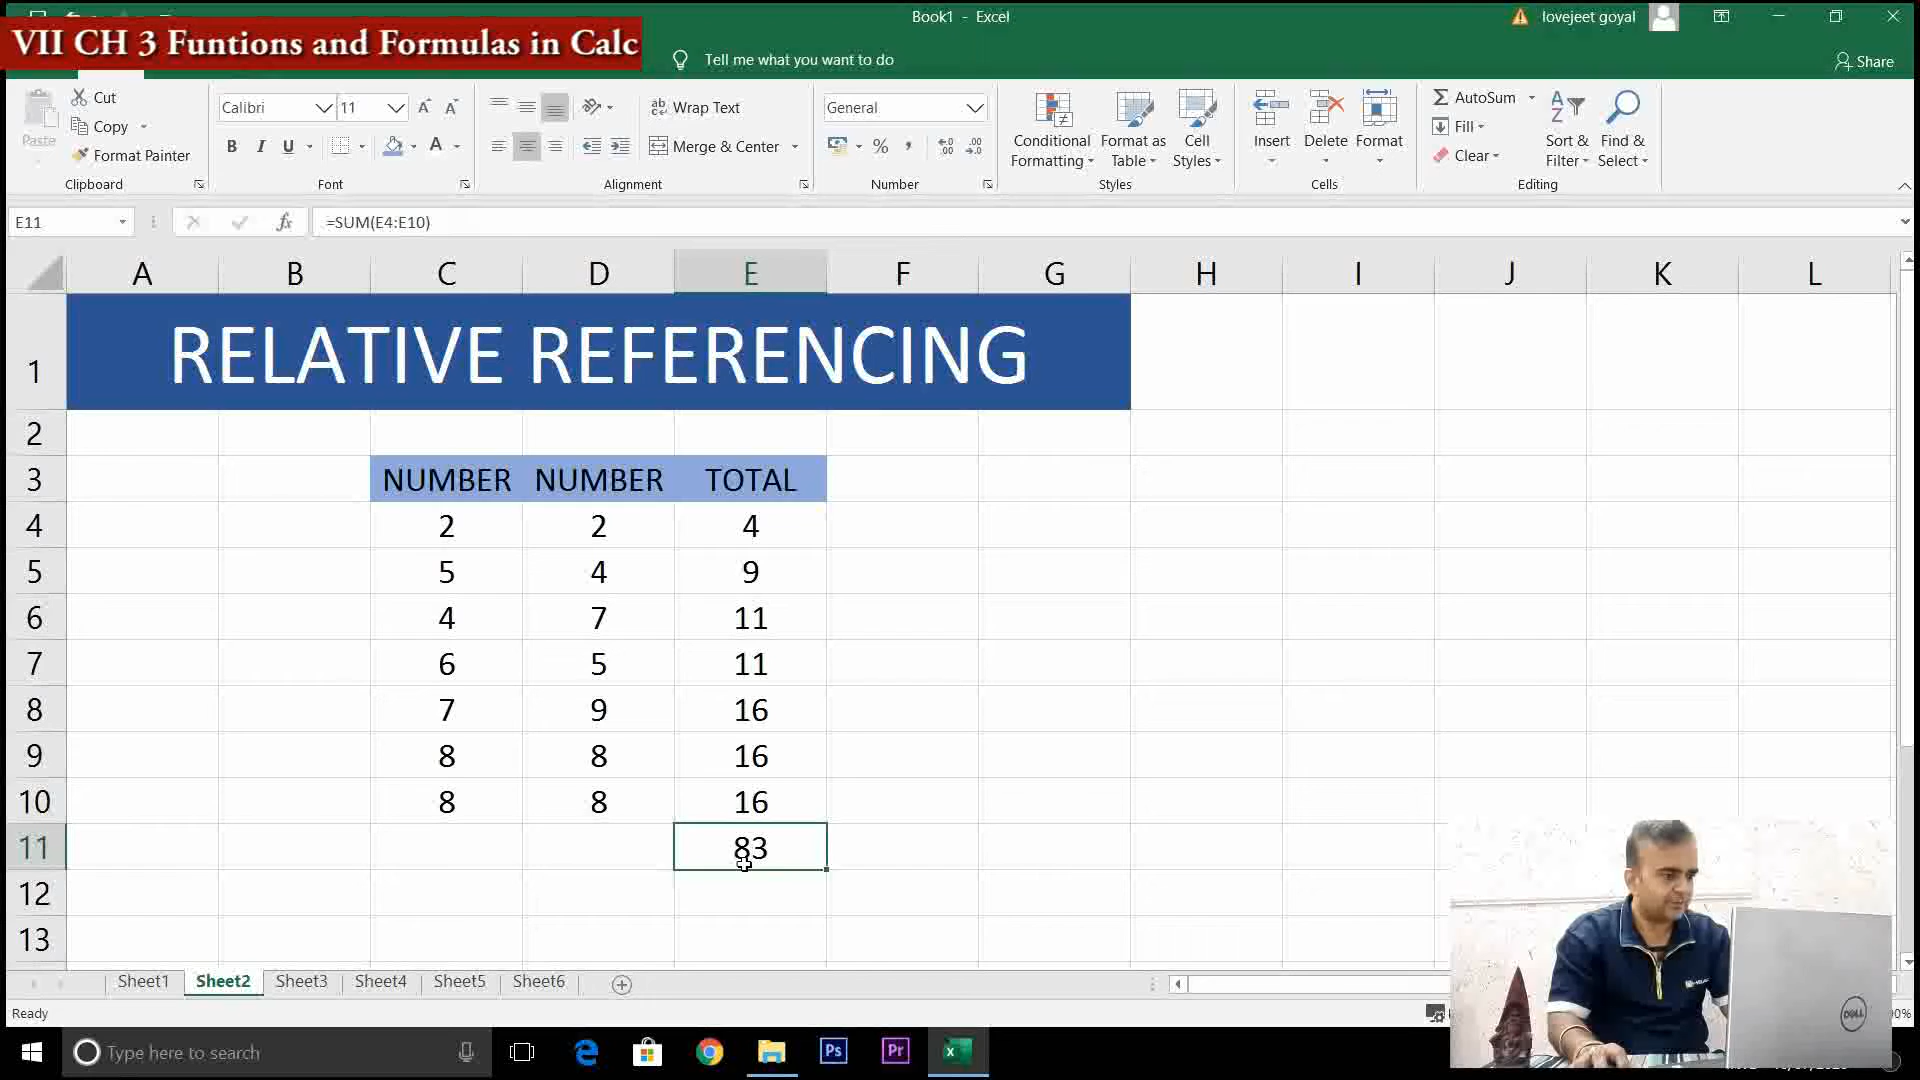 Book1 - Excel
lovejeet goyal
VII CH 3 Funtions and Formulas in Calc
Tell me what you want to do
Share
Cut
Copy
Format Painter
Paste
Clipboard
Calibri
11
B I U
A
Font
Wrap Text
Merge & Center
Alignment
General
%
Number
Conditional Formatting
Format as Table
Cell Styles
Styles
Insert
Delete
Format
Cells
AutoSum
Fill
Clear
Sort & Filter
Find & Select
Editing
E11
fx
=SUM(E4:E10)
A B C D E F G H I J K L
1 RELATIVE REFERENCING
2
3 NUMBER NUMBER TOTAL
4 2 2 4
5 5 4 9
6 4 7 11
7 6 5 11
8 7 9 16
9 8 8 16
10 8 8 16
11 83
12
13
Sheet1 Sheet2 Sheet3 Sheet4 Sheet5 Sheet6
Ready
DELL
Type here to search
Ps
Pr